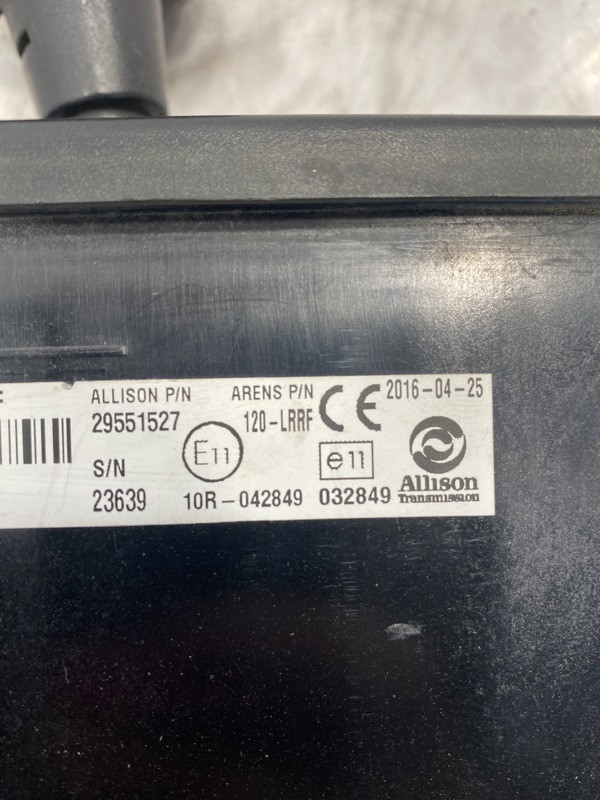 ALLISON P/N
29551527
S/N
23639
ARENS P/N
120-LRRF
E11
10R-042849
CE
e11
032849
2016-04-25
Allison
Transmission